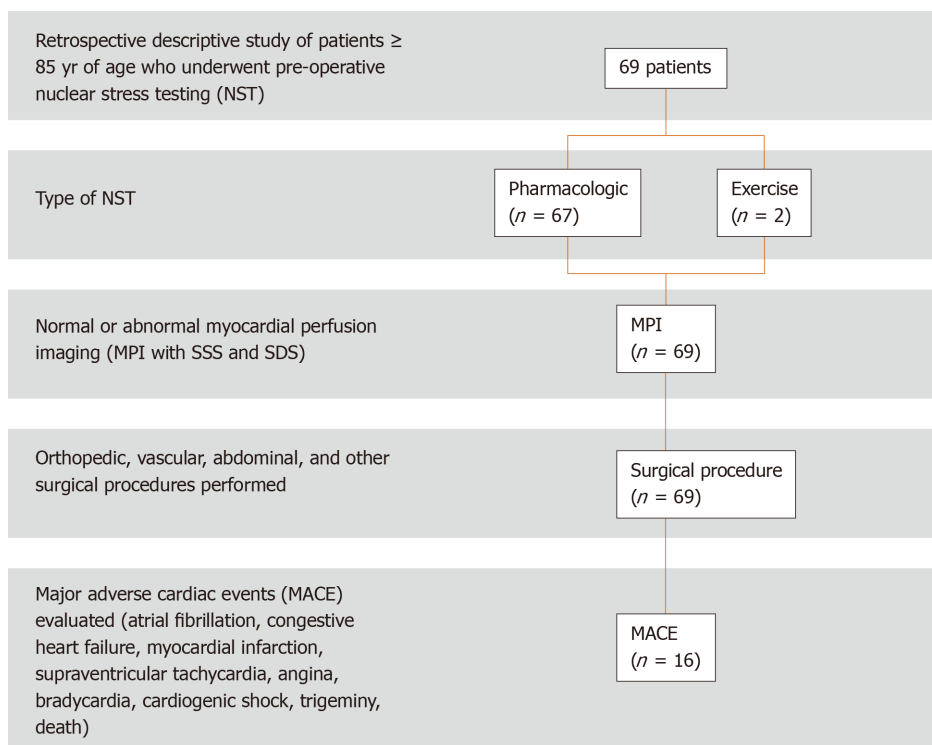 Retrospective descriptive study of patients ≥
85 yr of age who underwent pre-operative
nuclear stress testing (NST)
69 patients
Type of NST
Pharmacologic
(n = 67)
Exercise
(n = 2)
Normal or abnormal myocardial perfusion
imaging (MPI with SSS and SDS)
MPI
(n = 69)
Orthopedic, vascular, abdominal, and other
surgical procedures performed
Surgical procedure
(n = 69)
Major adverse cardiac events (MACE)
evaluated (atrial fibrillation, congestive
heart failure, myocardial infarction,
supraventricular tachycardia, angina,
bradycardia, cardiogenic shock, trigeminy,
death)
MACE
(n = 16)